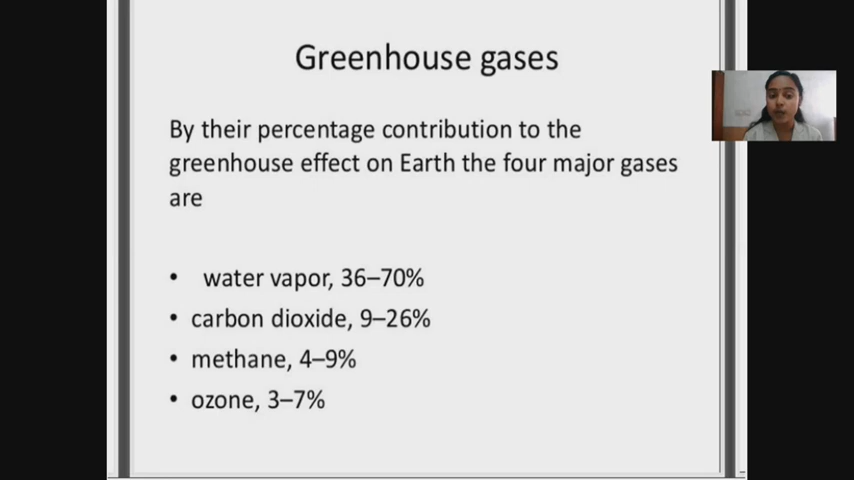 Greenhouse gases
By their percentage contribution to the
greenhouse effect on Earth the four major gases
are
• water vapor, 36–70%
• carbon dioxide, 9–26%
• methane, 4–9%
• ozone, 3–7%